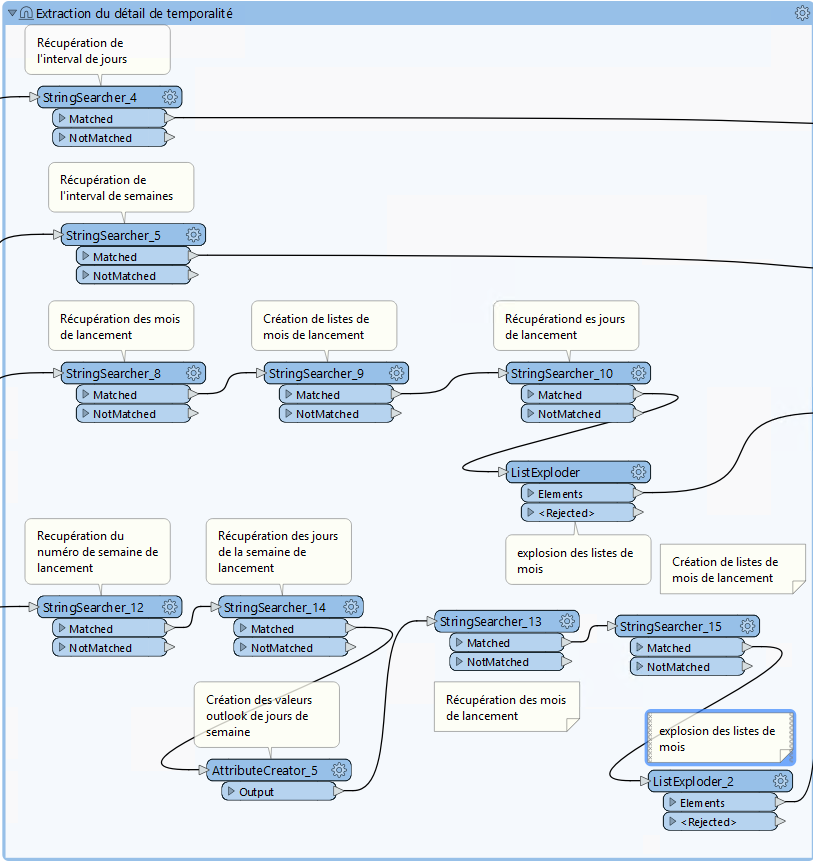 Extraction du détail de temporalité
Récupération de
l'interval de jours
StringSearcher_4
Matched
NotMatched
Récupération de
l'interval de semaines
StringSearcher_5
Matched
NotMatched
Récupération des mois
de lancement
StringSearcher_8
Matched
NotMatched
Création de listes de
mois de lancement
StringSearcher_9
Matched
NotMatched
Récupérationd es jours
de lancement
StringSearcher_10
Matched
NotMatched
ListExploder
Elements
<Rejected>
explosion des listes de
mois
Création de listes de
mois de lancement
Recupération du
numéro de semaine de
lancement
StringSearcher_12
Matched
NotMatched
Récupération des jours
de la semaine de
lancement
StringSearcher_14
Matched
NotMatched
StringSearcher_13
Matched
NotMatched
Récupération des mois
de lancement
StringSearcher_15
Matched
NotMatched
Création des valeurs
outlook de jours de
semaine
AttributeCreator_5
Output
explosion des listes de
mois
ListExploder_2
Elements
<Rejected>